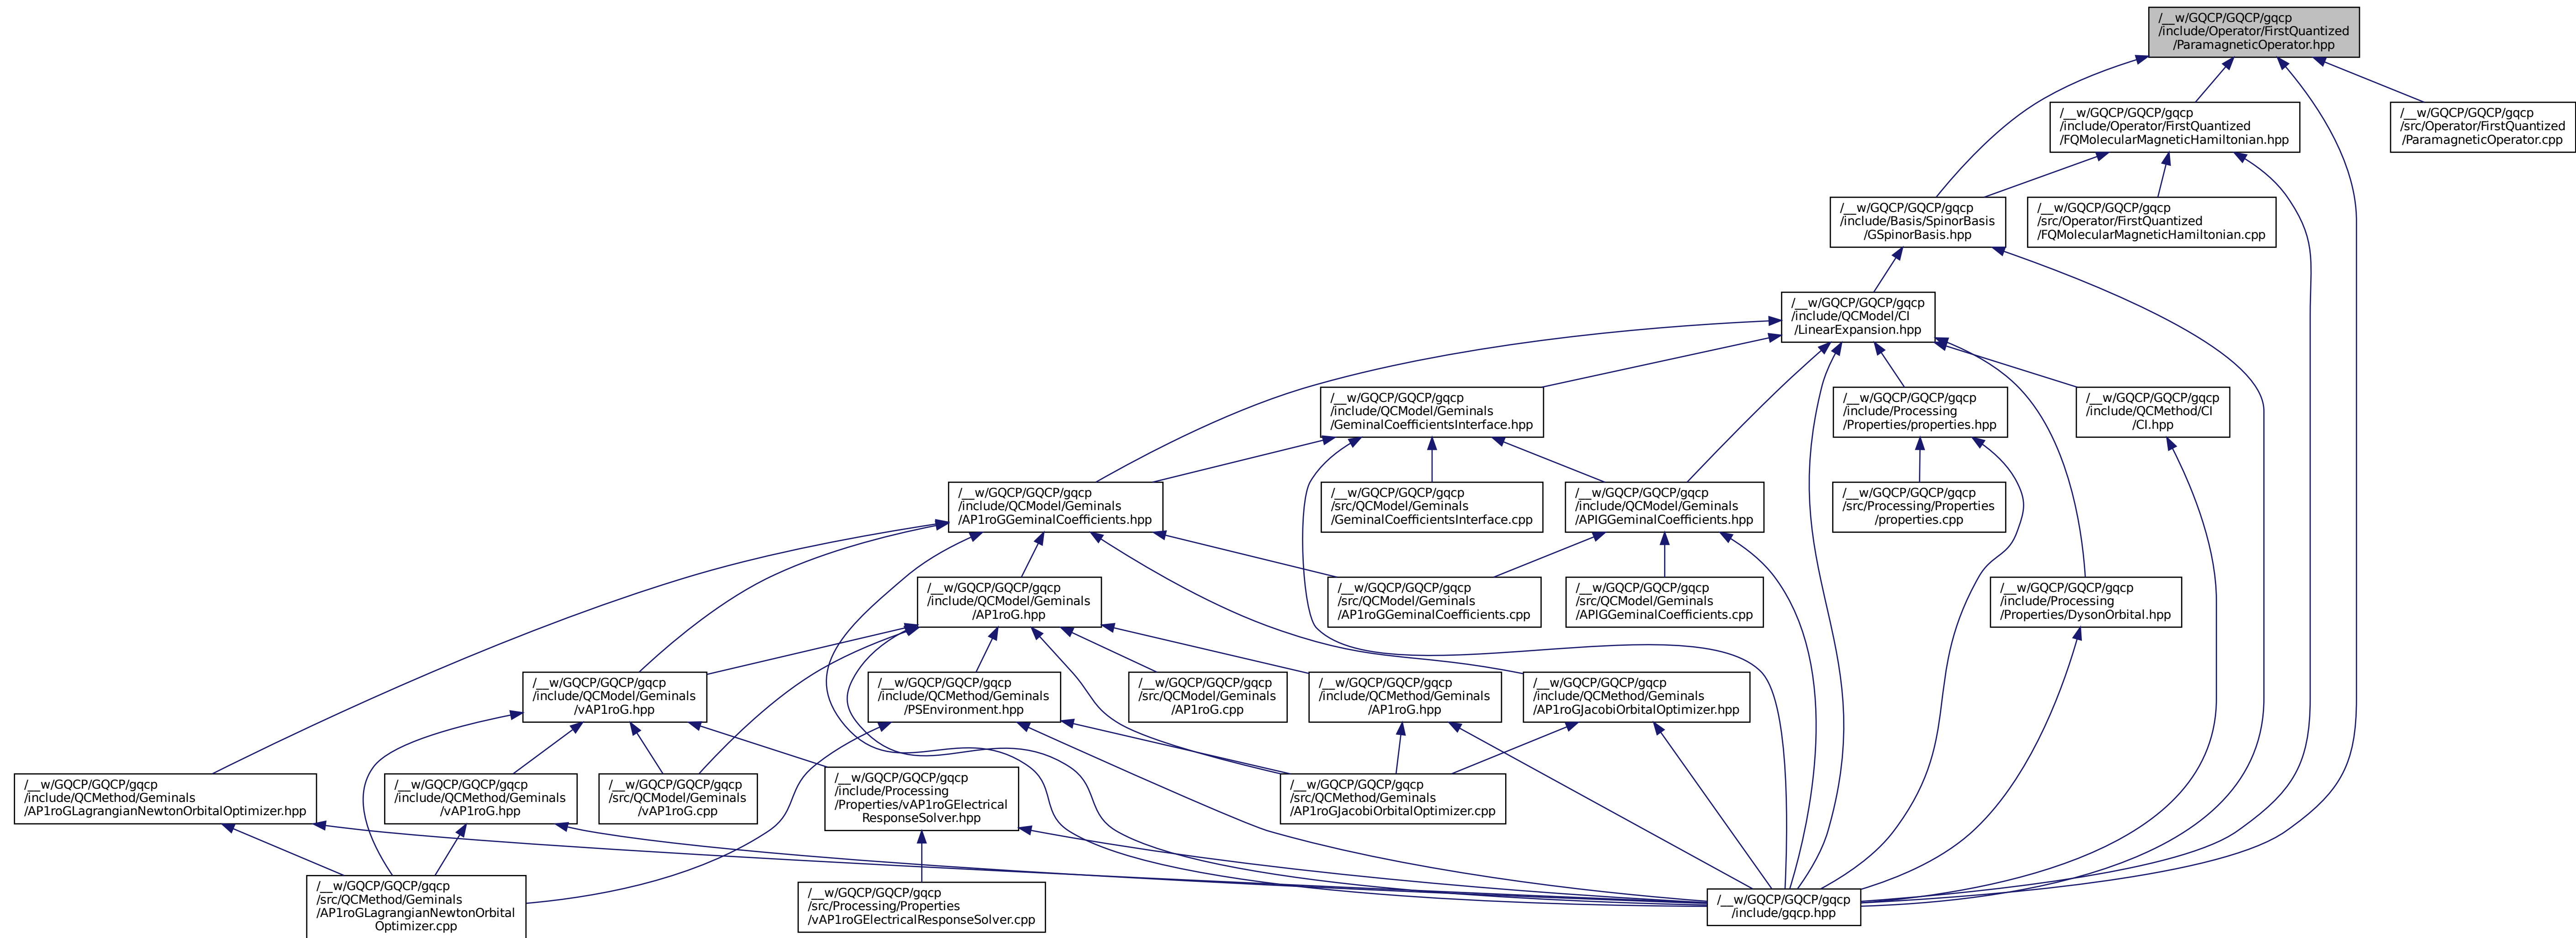 /__w/GQCP/GQCP/gqcp
/include/Operator/FirstQuantized
/ParamagneticOperator.hpp
/__w/GQCP/GQCP/gqcp
/include/Operator/FirstQuantized
/FQMolecularMagneticHamiltonian.hpp
/__w/GQCP/GQCP/gqcp
/src/Operator/FirstQuantized
/ParamagneticOperator.cpp
/__w/GQCP/GQCP/gqcp
/include/Basis/SpinorBasis
/GSpinorBasis.hpp
/__w/GQCP/GQCP/gqcp
/src/Operator/FirstQuantized
/FQMolecularMagneticHamiltonian.cpp
/__w/GQCP/GQCP/gqcp
/include/QCModel/CI
/LinearExpansion.hpp
/__w/GQCP/GQCP/gqcp
/include/QCModel/Geminals
/GeminalCoefficientsInterface.hpp
/__w/GQCP/GQCP/gqcp
/include/Processing
/Properties/properties.hpp
/__w/GQCP/GQCP/gqcp
/include/QCMethod/CI
/CI.hpp
/__w/GQCP/GQCP/gqcp
/include/QCModel/Geminals
/AP1roGGeminalCoefficients.hpp
/__w/GQCP/GQCP/gqcp
/src/QCModel/Geminals
/GeminalCoefficientsInterface.cpp
/__w/GQCP/GQCP/gqcp
/include/QCModel/Geminals
/APIGGeminalCoefficients.hpp
/__w/GQCP/GQCP/gqcp
/src/Processing/Properties
/properties.cpp
/__w/GQCP/GQCP/gqcp
/include/QCModel/Geminals
/AP1roG.hpp
/__w/GQCP/GQCP/gqcp
/src/QCModel/Geminals
/AP1roGGeminalCoefficients.cpp
/__w/GQCP/GQCP/gqcp
/src/QCModel/Geminals
/APIGGeminalCoefficients.cpp
/__w/GQCP/GQCP/gqcp
/include/Processing
/Properties/DysonOrbital.hpp
/__w/GQCP/GQCP/gqcp
/include/QCModel/Geminals
/vAP1roG.hpp
/__w/GQCP/GQCP/gqcp
/include/QCMethod/Geminals
/PSEnvironment.hpp
/__w/GQCP/GQCP/gqcp
/src/QCModel/Geminals
/AP1roG.cpp
/__w/GQCP/GQCP/gqcp
/include/QCMethod/Geminals
/AP1roG.hpp
/__w/GQCP/GQCP/gqcp
/include/QCMethod/Geminals
/AP1roGJacobiOrbitalOptimizer.hpp
/__w/GQCP/GQCP/gqcp
/include/QCMethod/Geminals
/AP1roGLagrangianNewtonOrbitalOptimizer.hpp
/__w/GQCP/GQCP/gqcp
/include/QCMethod/Geminals
/vAP1roG.hpp
/__w/GQCP/GQCP/gqcp
/src/QCModel/Geminals
/vAP1roG.cpp
/__w/GQCP/GQCP/gqcp
/include/Processing
/Properties/vAP1roGElectrical
ResponseSolver.hpp
/__w/GQCP/GQCP/gqcp
/src/QCMethod/Geminals
/AP1roGJacobiOrbitalOptimizer.cpp
/__w/GQCP/GQCP/gqcp
/src/QCMethod/Geminals
/AP1roGLagrangianNewtonOrbital
Optimizer.cpp
/__w/GQCP/GQCP/gqcp
/src/Processing/Properties
/vAP1roGElectricalResponseSolver.cpp
/__w/GQCP/GQCP/gqcp
/include/gqcp.hpp